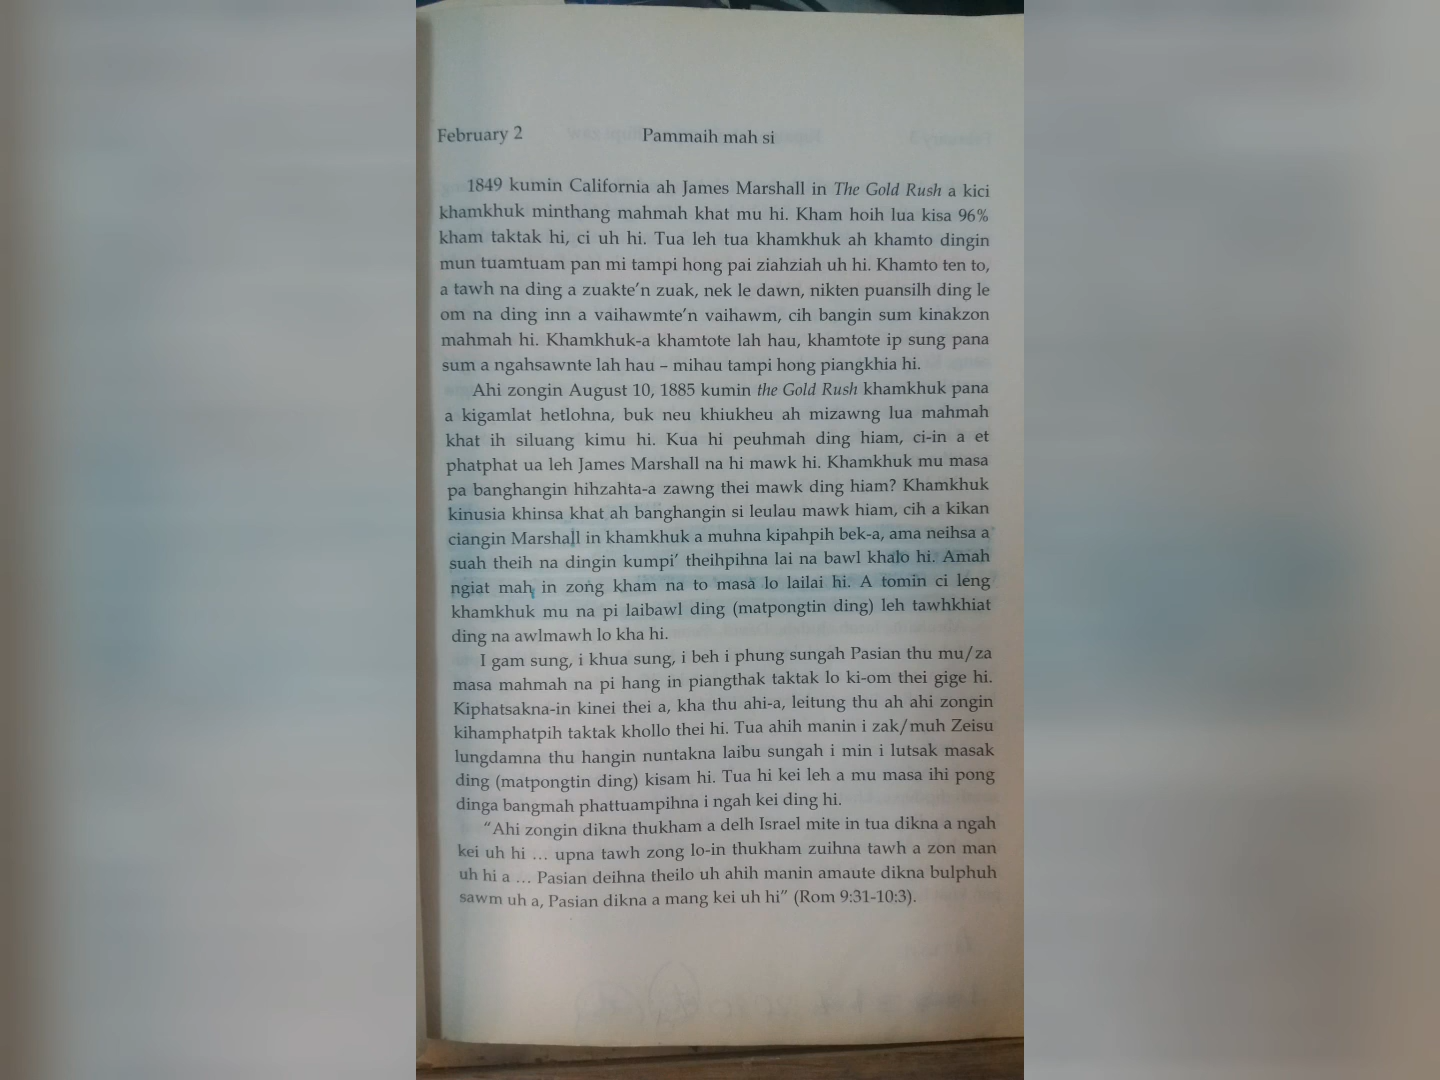 February 2 Pammaih mah si
1849 kumin California ah James Marshall in The Gold Rush a kici
khamkhuk minthang mahmah khat mu hi. Kham hoih lua kisa 96%
kham taktak hi, ci uh hi. Tua leh tua khamkhuk ah khamto dingin
mun tuamtuam pan mi tampi hong pai ziahziah uh hi. Khamto ten to,
a tawh na ding a zuakte'n zuak, nek le dawn, nikten puansilh ding le
om na ding inn a vaihawmte'n vaihawm, cih bangin sum kinakzon
mahmah hi. Khamkhuk-a khamtote lah hau, khamtote ip sung pana
sum a ngahsawnte lah hau – mihau tampi hong piangkhia hi.
Ahi zongin August 10, 1885 kumin the Gold Rush khamkhuk pana
a kigamlat hetlohna, buk neu khiukheu ah mizawng lua mahmah
khat ih siluang kimu hi. Kua hi peuhmah ding hiam, ci-in a et
phatphat ua leh James Marshall na hi mawk hi. Khamkhuk mu masa
pa banghangin hihzahta-a zawng thei mawk ding hiam? Khamkhuk
kinusia khinsa khat ah banghangin si leulau mawk hiam, cih a kikan
ciangin Marshall in khamkhuk a muhna kipahpih bek-a, ama neihsa a
suah theih na dingin kumpi' theihpihna lai na bawl khalo hi. Amah
ngiat mah in zong kham na to masa lo lailai hi. A tomin ci leng
khamkhuk mu na pi laibawl ding (matpongtin ding) leh tawhkhiat
ding na awlmawh lo kha hi.
I gam sung, i khua sung, i beh i phung sungah Pasian thu mu/za
masa mahmah na pi hang in piangthak taktak lo ki-om thei gige hi.
Kiphatsakna-in kinei thei a, kha thu ahi-a, leitung thu ah ahi zongin
kihamphatpih taktak khollo thei hi. Tua ahih manin i zak/muh Zeisu
lungdamna thu hangin nuntakna laibu sungah i min i lutsak masak
ding (matpongtin ding) kisam hi. Tua hi kei leh a mu masa ihi pong
dinga bangmah phattuampihna i ngah kei ding hi.
"Ahi zongin dikna thukham a delh Israel mite in tua dikna a ngah
kei uh hi ... upna tawh zong lo-in thukham zuihna tawh a zon man
uh hi a ... Pasian deihna theilo uh ahih manin amaute dikna bulphuh
sawm uh a, Pasian dikna a mang kei uh hi" (Rom 9:31-10:3).